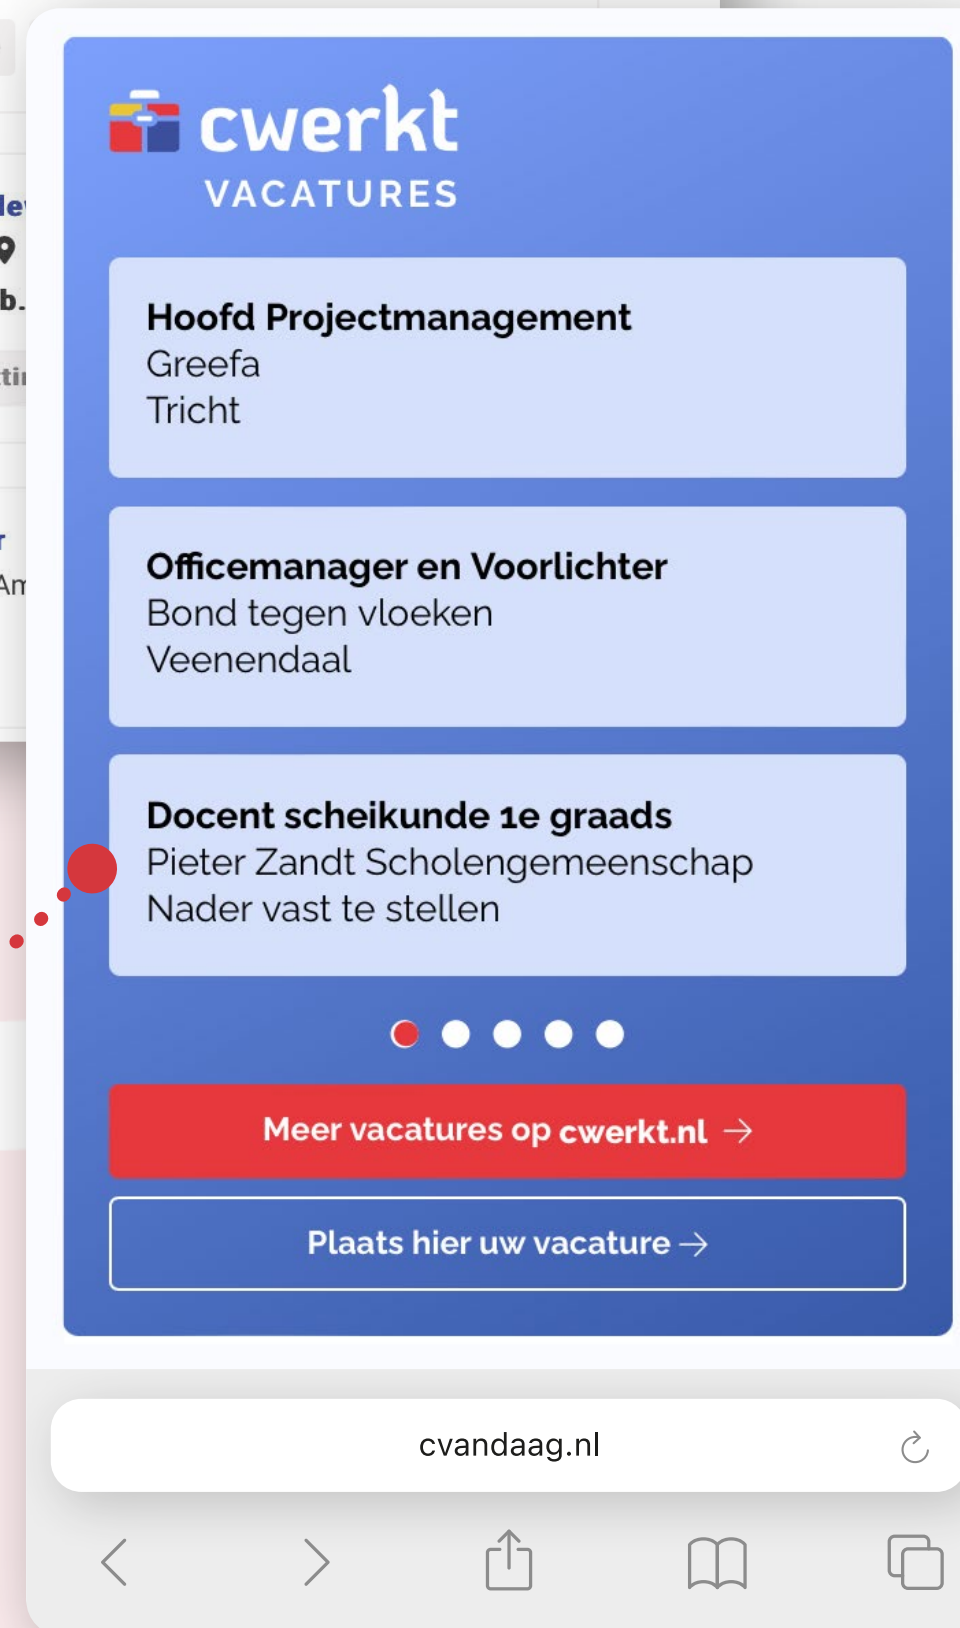 cwerkt
VACATURES
Hoofd Projectmanagement
Greefa
Tricht
Officemanager en Voorlichter
Bond tegen vloeken
Veenendaal
Docent scheikunde 1e graads
Pieter Zandt Scholengemeenschap
Nader vast te stellen
Meer vacatures op cwerkt.nl →
Plaats hier uw vacature →
cvandaag.nl